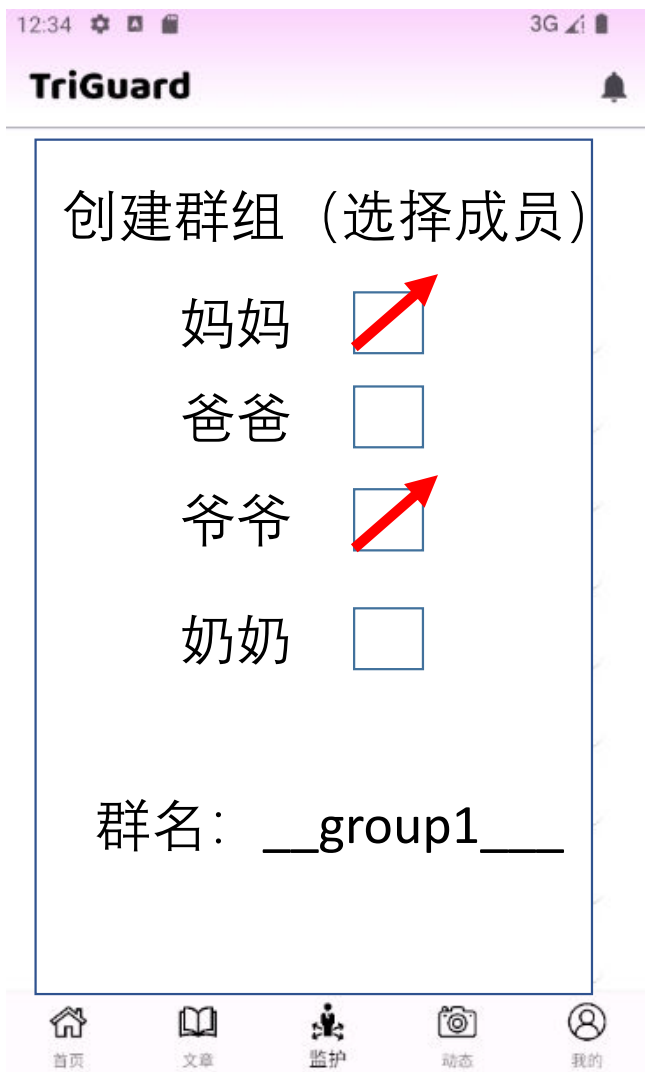 12:34 3G
TriGuard
创建群组（选择成员）
妈妈
爸爸
爷爷
奶奶
群名：__group1___
首页 文章 监护 动态 我的